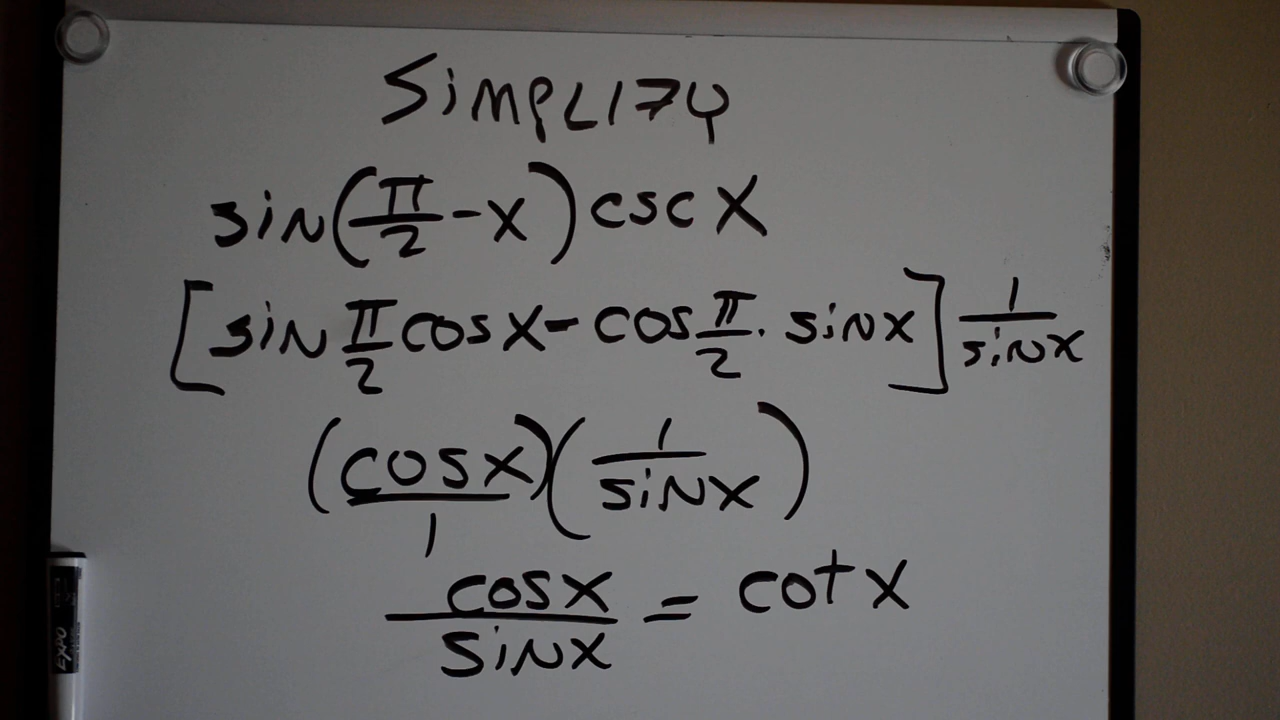 SiMPLIFY
sin(π/2 - x) csc x
[sin π/2 cos x - cos π/2 · sin x] 1/sin x
(cos x/1)(1/sin x)
cos x/sin x = cot x
EXPO